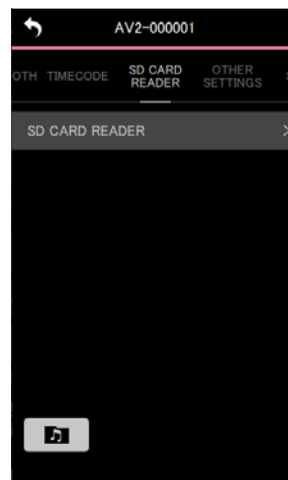 AV2-000001
OTH TIMECODE SD CARD READER OTHER SETTINGS
SD CARD READER